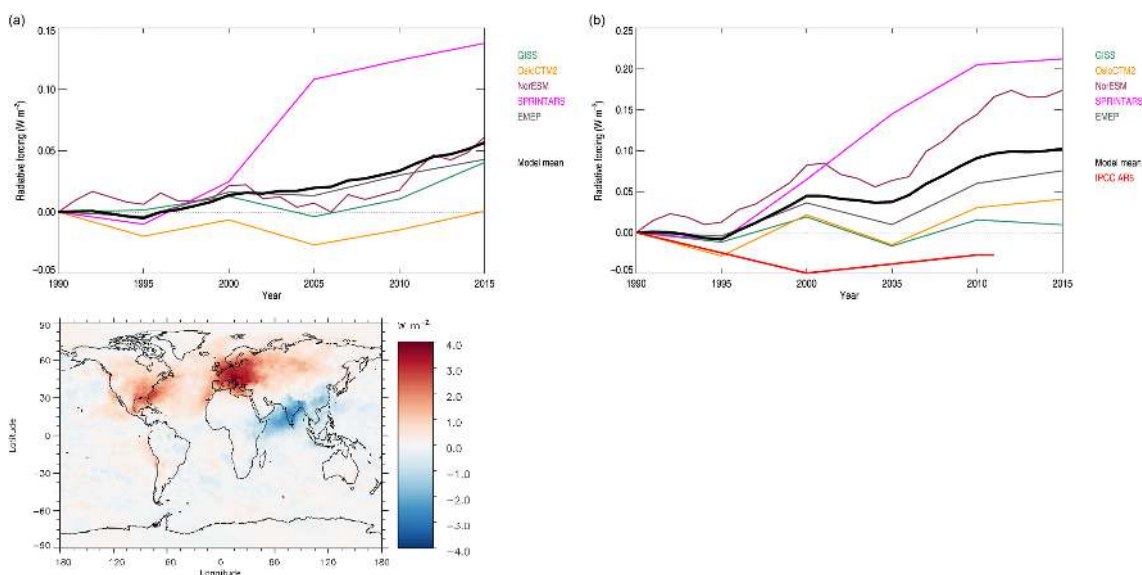 (a)
0.15
0.10
0.05
0.00
−0.05
Radiative forcing (W m⁻²)
1990 1995 2000 2005 2010 2015
Year
GISS
OsloCTM2
NorESM
SPRINTARS
EMEP
Model mean
(b)
0.25
0.20
0.15
0.10
0.05
0.00
−0.05
Radiative forcing (W m⁻²)
1990 1995 2000 2005 2010 2015
Year
GISS
OsloCTM2
NorESM
SPRINTARS
EMEP
Model mean
IPCC AR5
W m⁻²
90
60
30
0
−30
−60
−90
Latitude
−180 −120 −60 0 60 120 180
Longitude
4.0
3.0
2.0
1.0
0.0
−1.0
−2.0
−3.0
−4.0